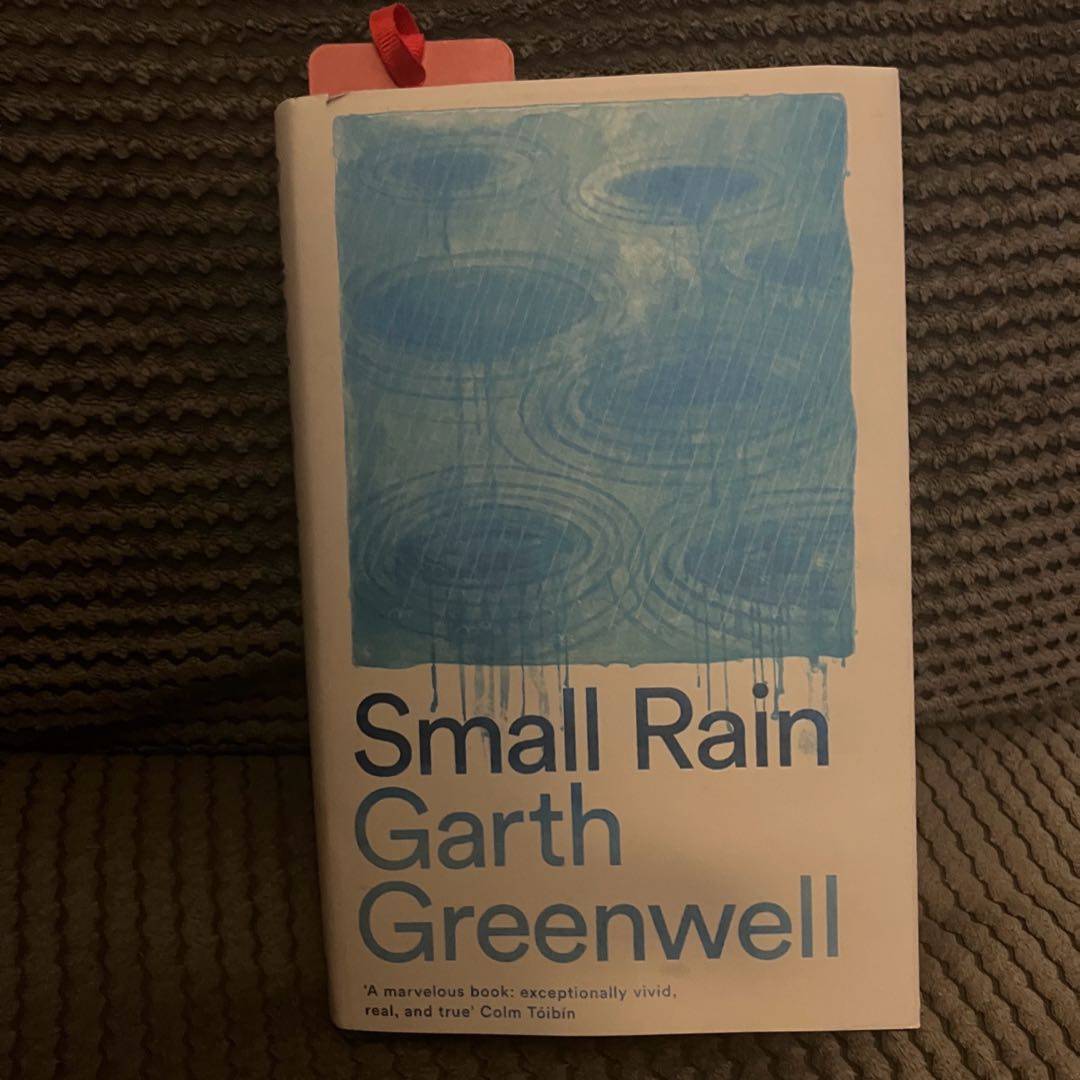 Small Rain
Garth
Greenwell
'A marvelous book: exceptionally vivid,
real, and true' Colm Tóibín